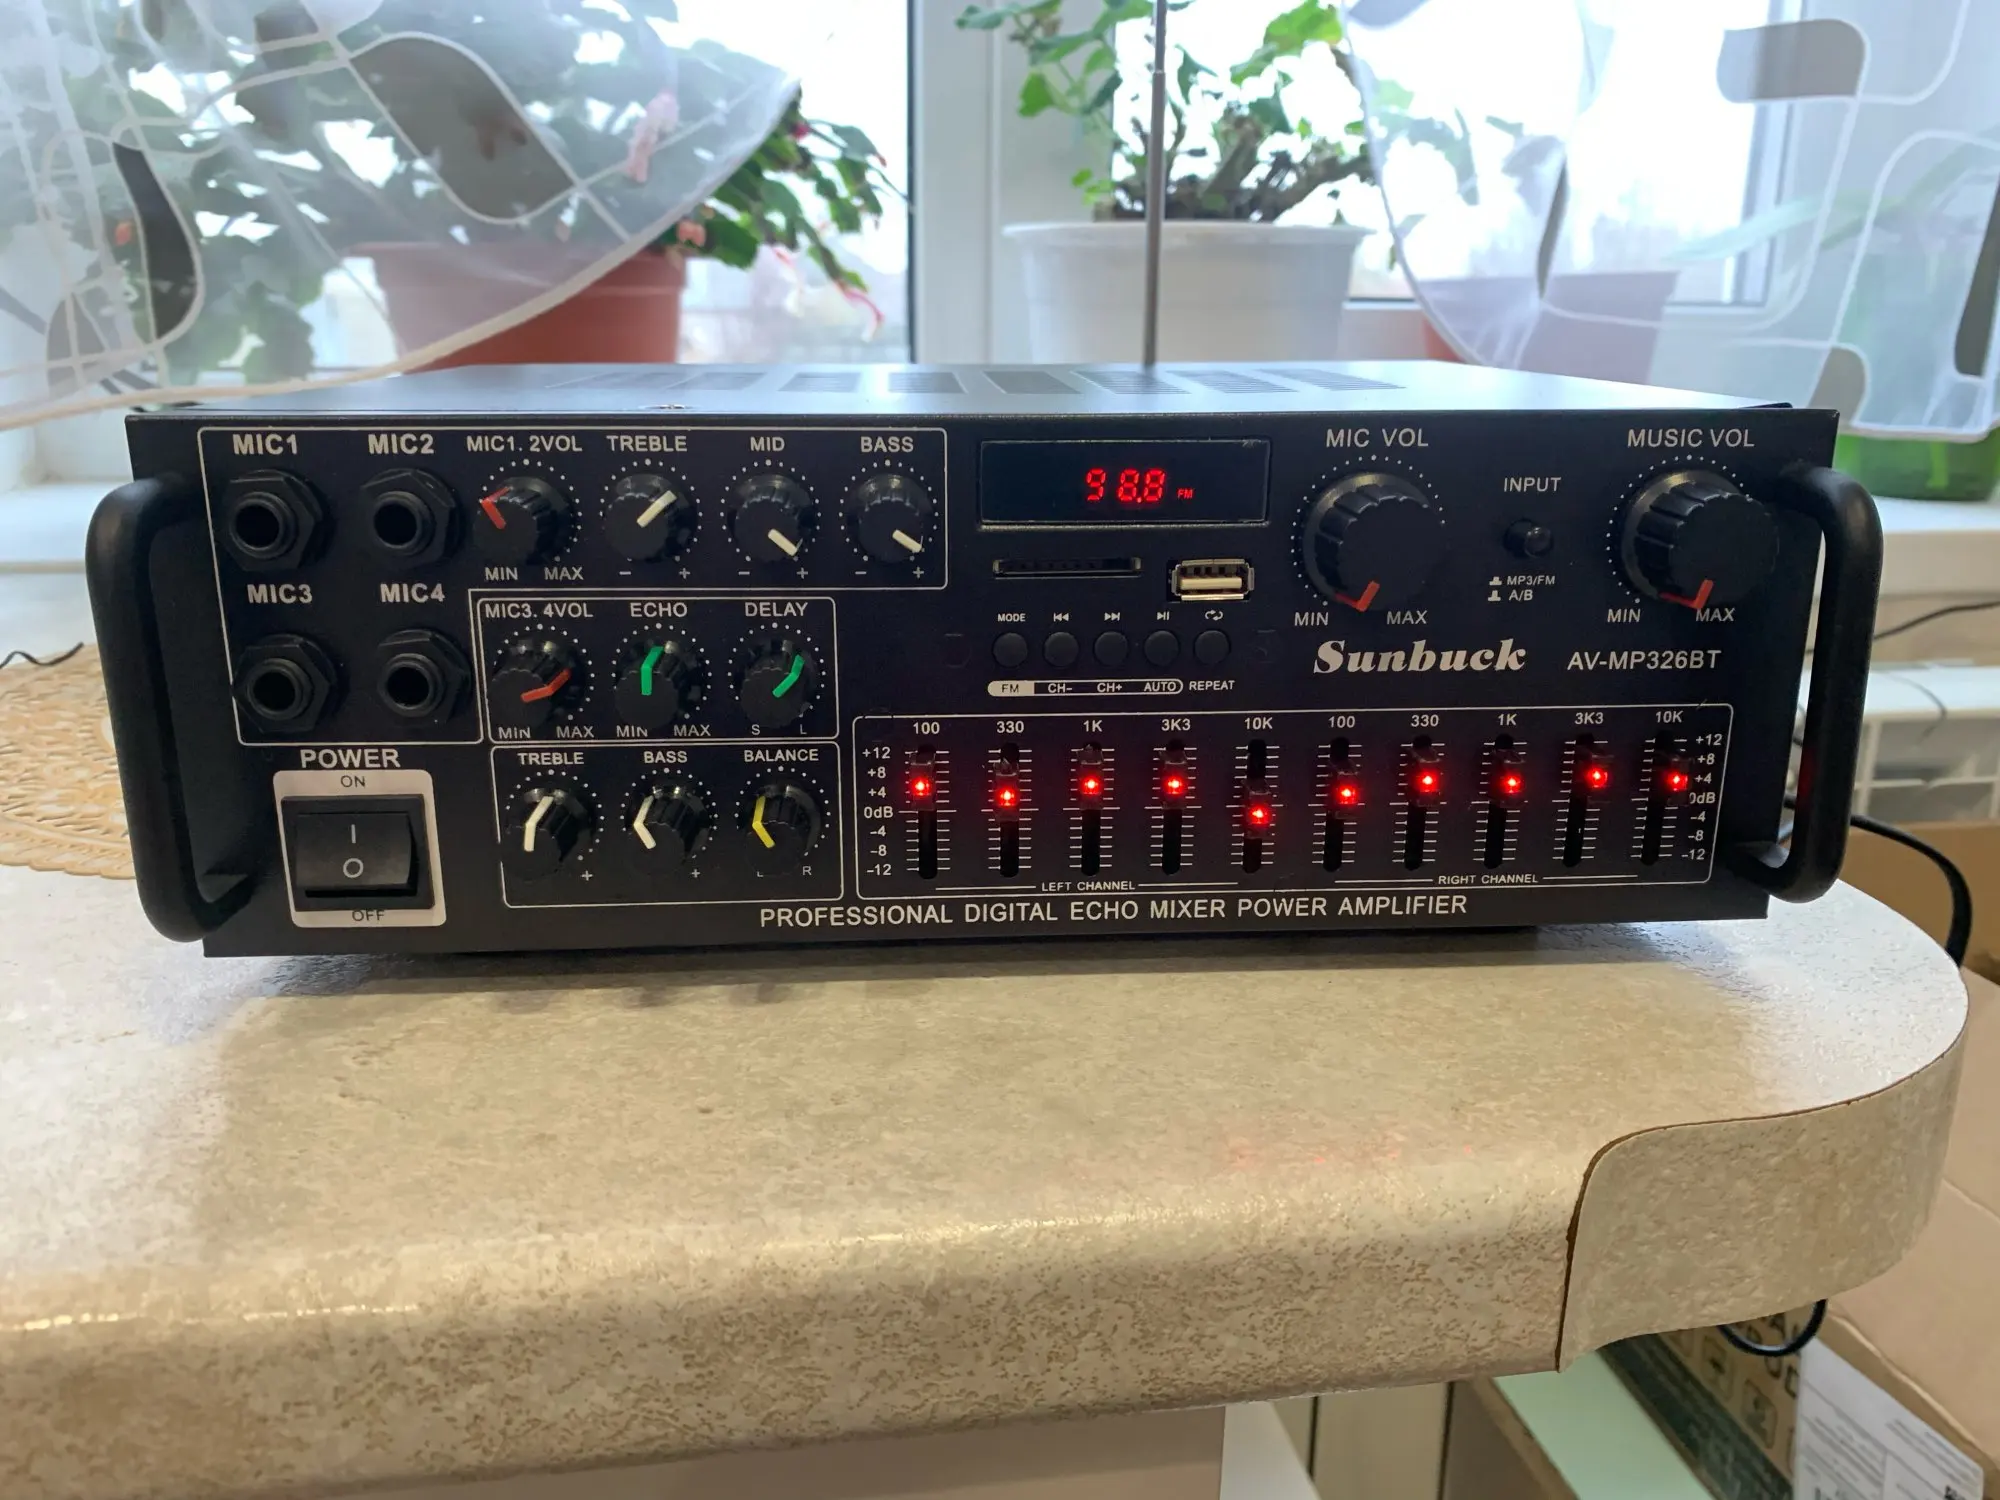 MIC1 MIC2 MIC1. 2VOL TREBLE MID BASS
MIN MAX - + - + - +
MIC3 MIC4 MIC3. 4VOL ECHO DELAY
MIN MAX MIN MAX S L
POWER
ON
I
O
OFF
TREBLE BASS BALANCE
+ + L R
98.8 FM
MODE
FM CH- CH+ AUTO REPEAT
MIC VOL
MIN MAX
INPUT
MP3/FM
A/B
MUSIC VOL
MIN MAX
Sunbuck AV-MP326BT
100 330 1K 3K3 10K 100 330 1K 3K3 10K
+12 +12
+8 +8
+4 +4
0dB 0dB
-4 -4
-8 -8
-12 -12
LEFT CHANNEL RIGHT CHANNEL
PROFESSIONAL DIGITAL ECHO MIXER POWER AMPLIFIER